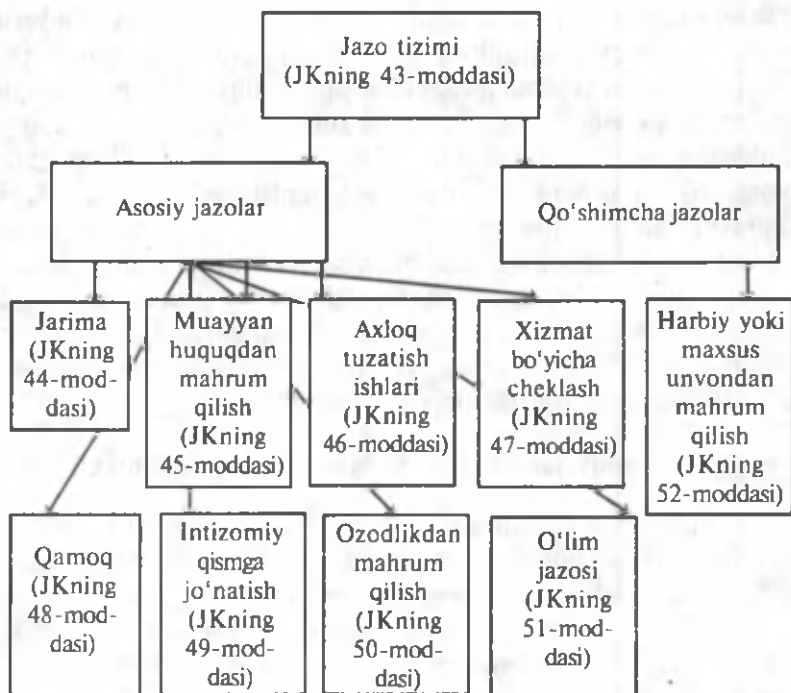 Jazo tizimi
(JKning 43-moddasi)
Asosiy jazolar
Qo‘shimcha jazolar
Jarima
(JKning
44-mod-
dasi)
Muayyan
huquqdan
mahrum
qilish
(JKning
45-moddasi)
Axloq
tuzatish
ishlari
(JKning
46-moddasi)
Xizmat
bo‘yicha
cheklash
(JKning
47-moddasi)
Harbiy yoki
maxsus
unvondan
mahrum
qilish
(JKning
52-moddasi)
Qamoq
(JKning
48-mod-
dasi)
Intizomiy
qismga
jo‘natish
(JKning
49-mod-
dasi)
Ozodlikdan
mahrum
qilish
(JKning
50-mod-
dasi)
O‘lim
jazosi
(JKning
51-mod-
dasi)